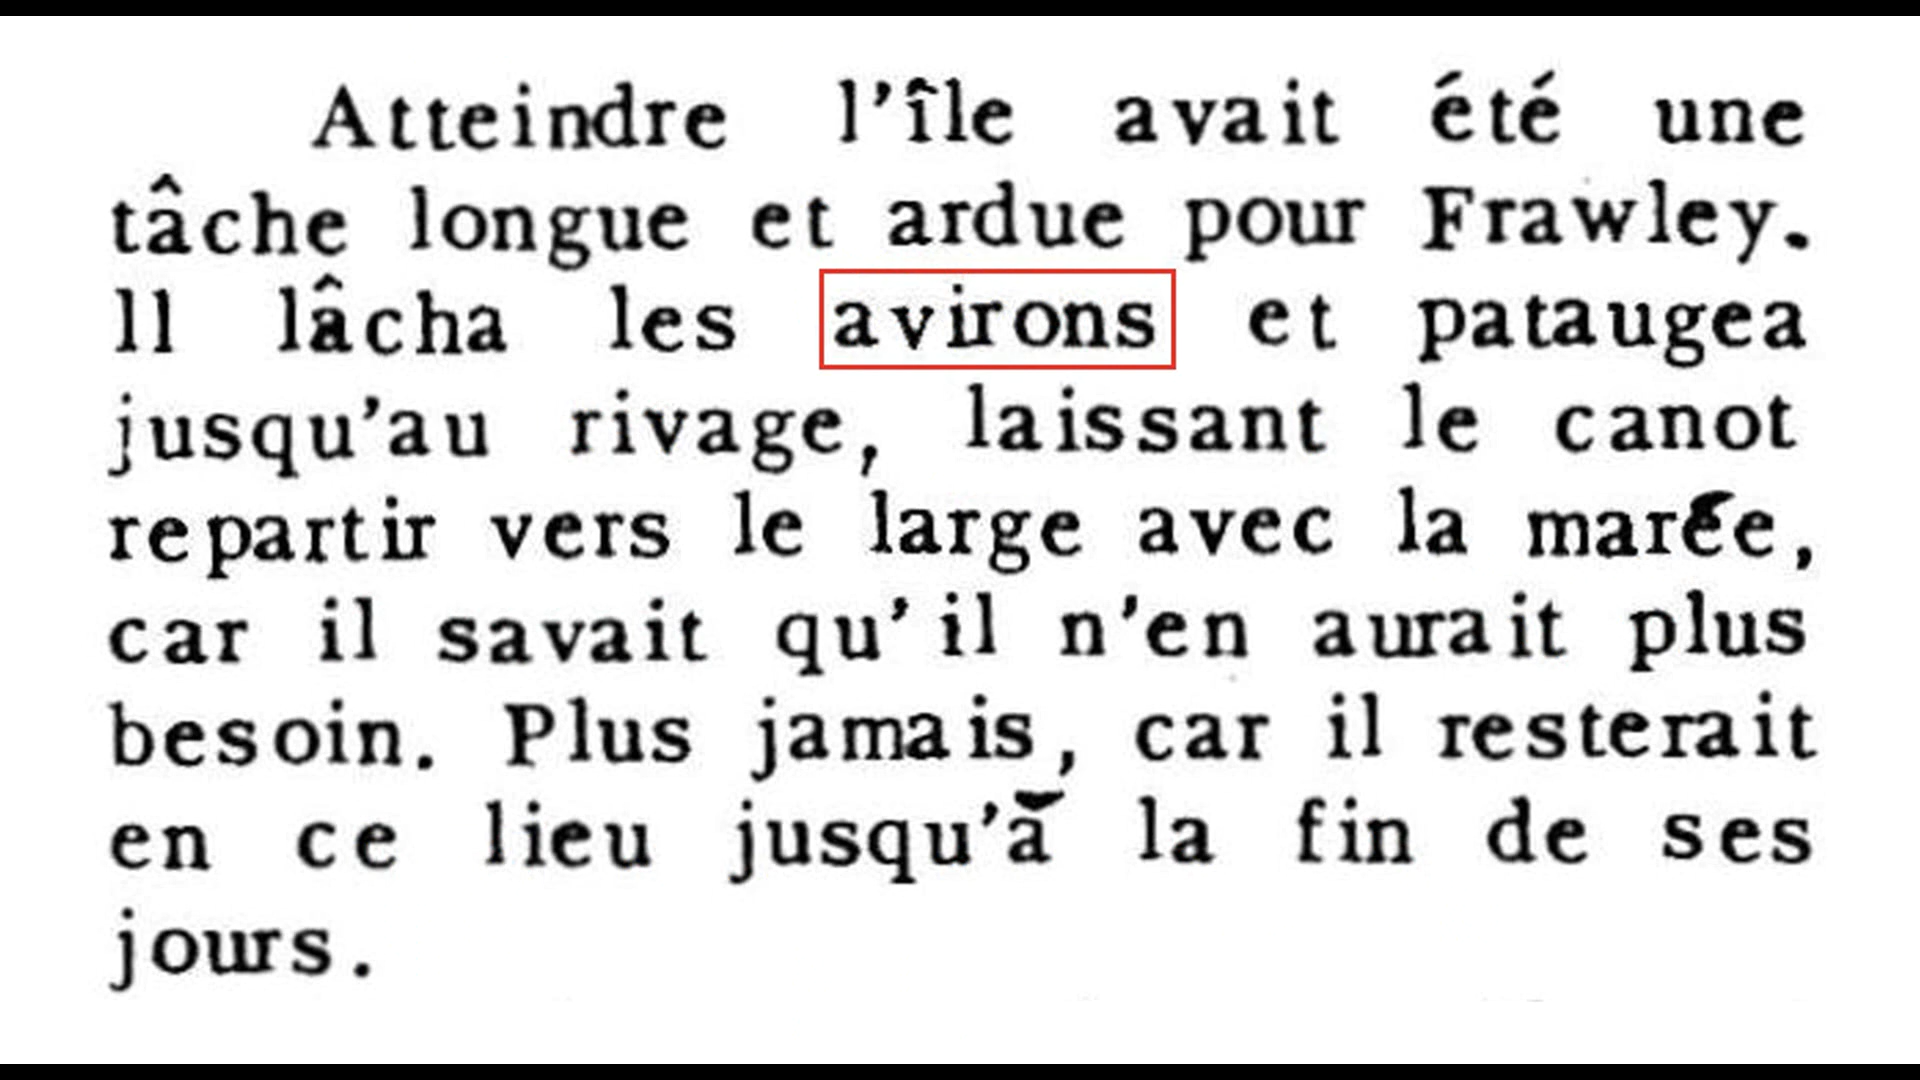 Atteindre l'île avait été une
tâche longue et ardue pour Frawley.
Il lâcha les avirons et pataugea
jusqu'au rivage, laissant le canot
repartir vers le large avec la marée,
car il savait qu'il n'en aurait plus
besoin. Plus jamais, car il resterait
en ce lieu jusqu'à la fin de ses
jours.